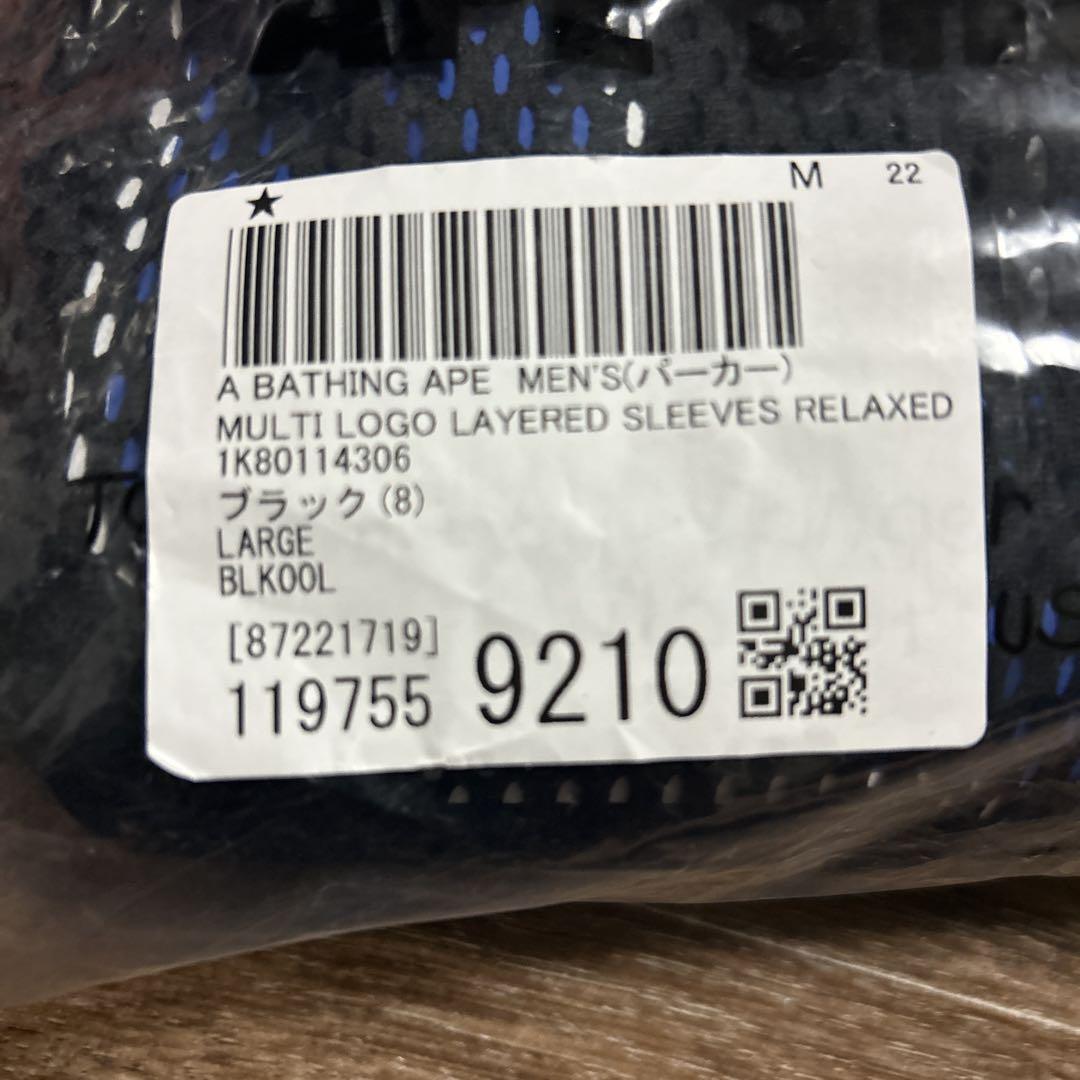 ★ M 22
A BATHING APE MEN'S(パーカー)
MULTI LOGO LAYERED SLEEVES RELAXED
1K80114306
ブラック(8)
LARGE
BLK00L
[87221719]
119755 9210